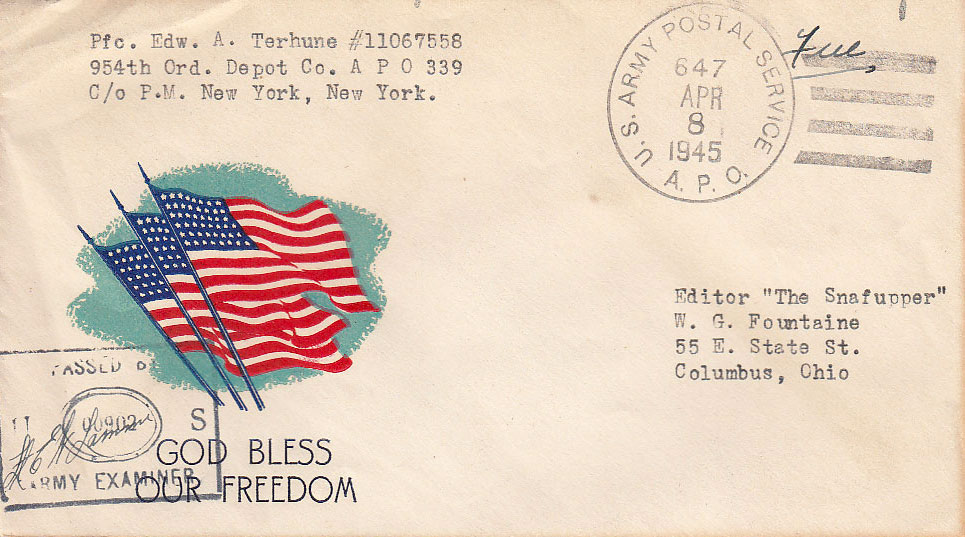 Pfc. Edw. A. Terhune #11067558
954th Ord. Depot Co. A P O 339
C/o P.M. New York, New York.
U.S. ARMY POSTAL SERVICE
647
APR
8
1945
A. P. O.
Free
Editor "The Snafupper"
W. G. Fountaine
55 E. State St.
Columbus, Ohio
PASSED B
S
ARMY EXAMINER
GOD BLESS
OUR FREEDOM